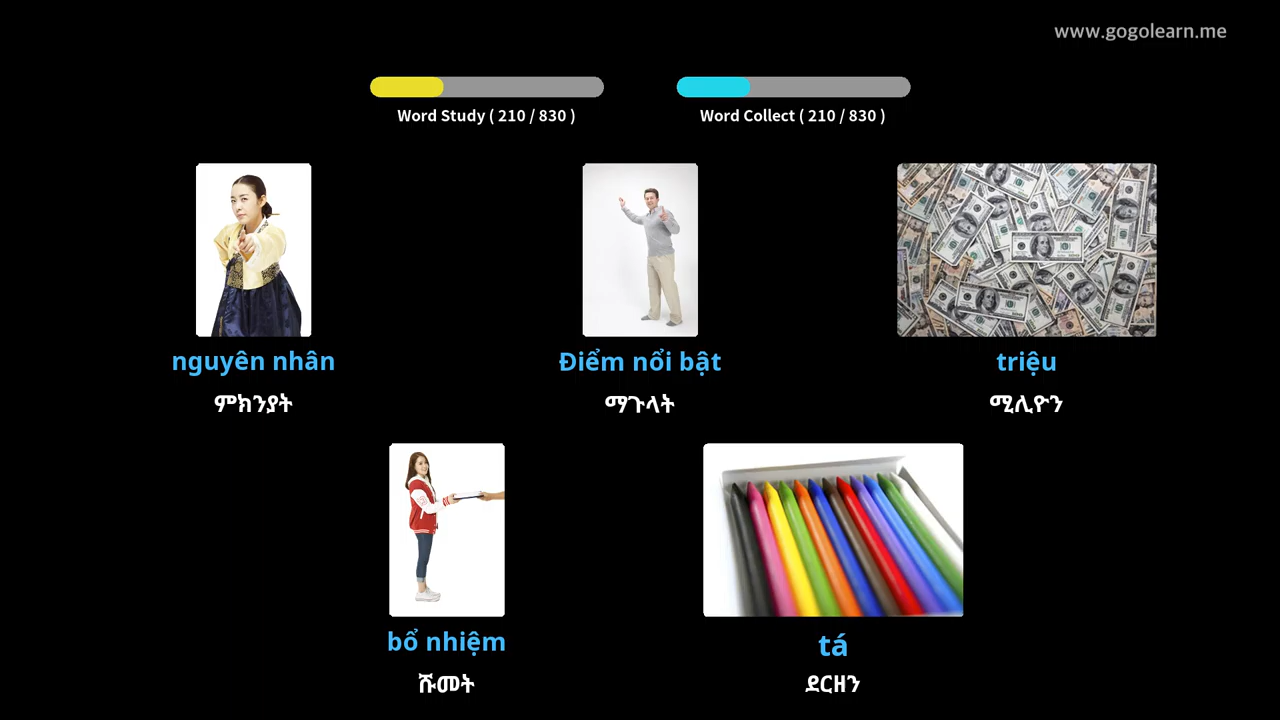 www.gogolearn.me
Word Study ( 210 / 830 )
Word Collect ( 210 / 830 )
nguyên nhân
Điểm nổi bật
triệu
ምክንያት
ማጉላት
ሚሊዮን
bổ nhiệm
tá
ሹመት
ደርዘን